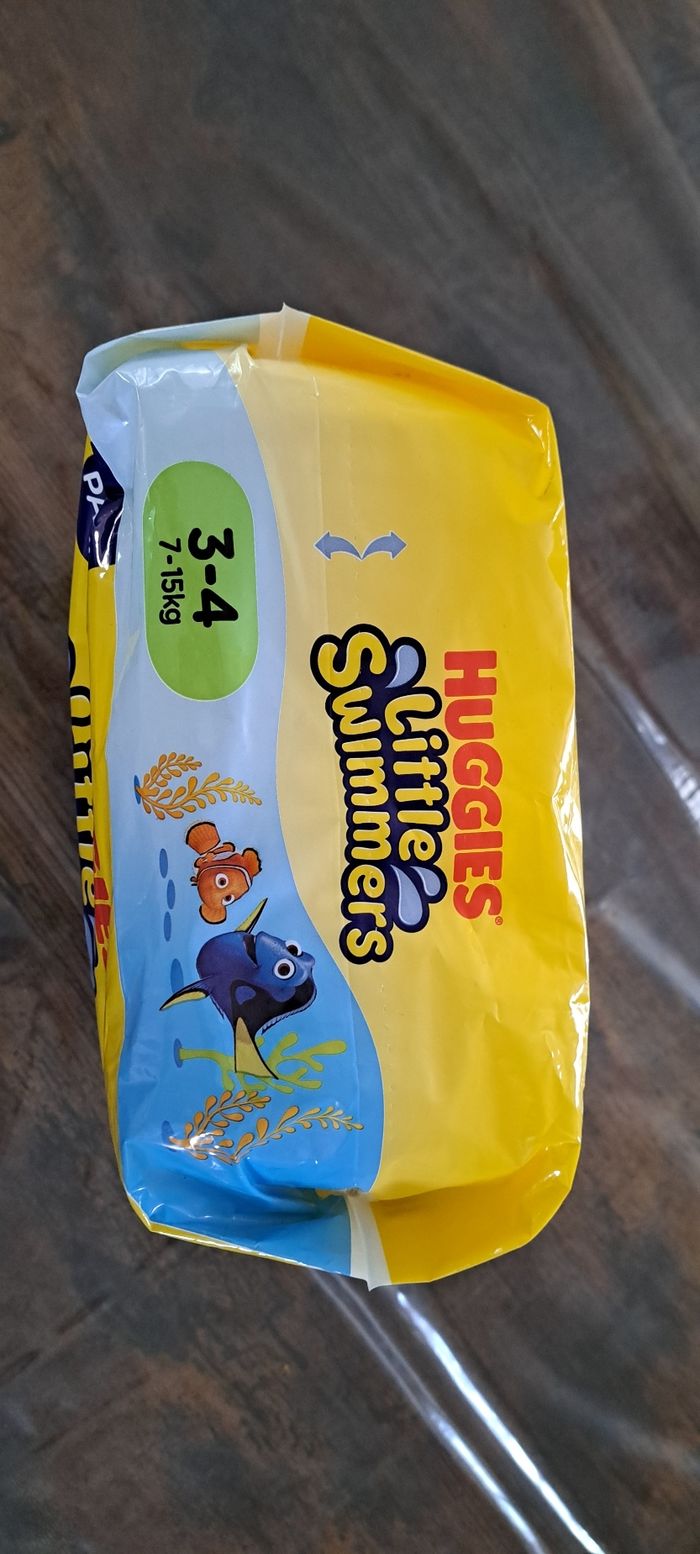 HUGGIES®
Little
Swimmers
3-4
7-15kg